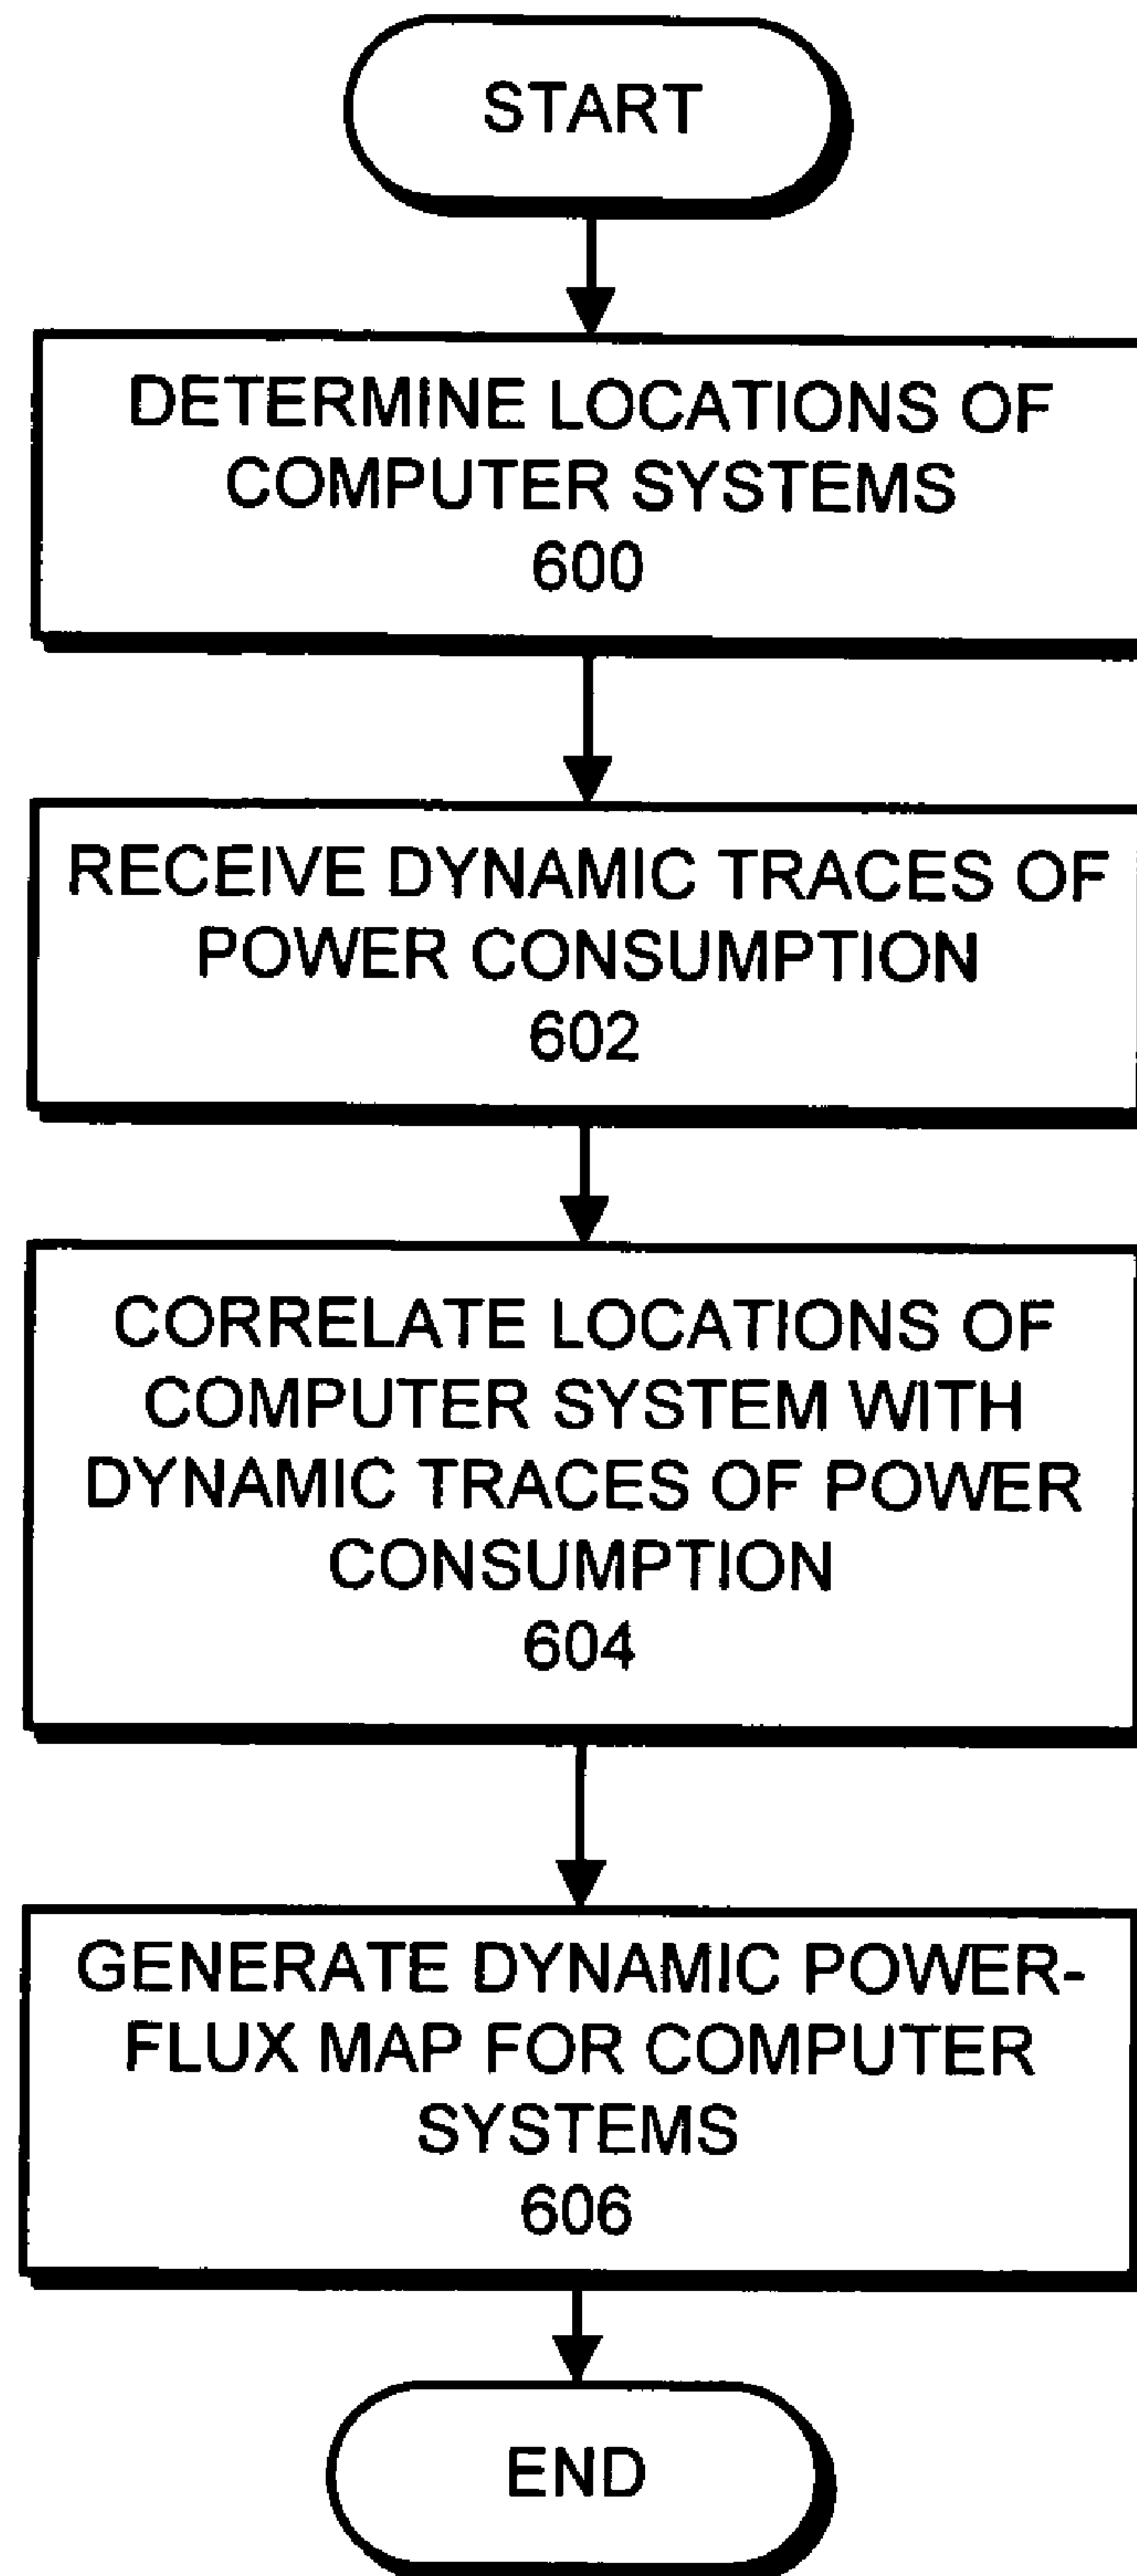 START
DETERMINE LOCATIONS OF
COMPUTER SYSTEMS
600
RECEIVE DYNAMIC TRACES OF
POWER CONSUMPTION
602
CORRELATE LOCATIONS OF
COMPUTER SYSTEM WITH
DYNAMIC TRACES OF POWER
CONSUMPTION
604
GENERATE DYNAMIC POWER-
FLUX MAP FOR COMPUTER
SYSTEMS
606
END